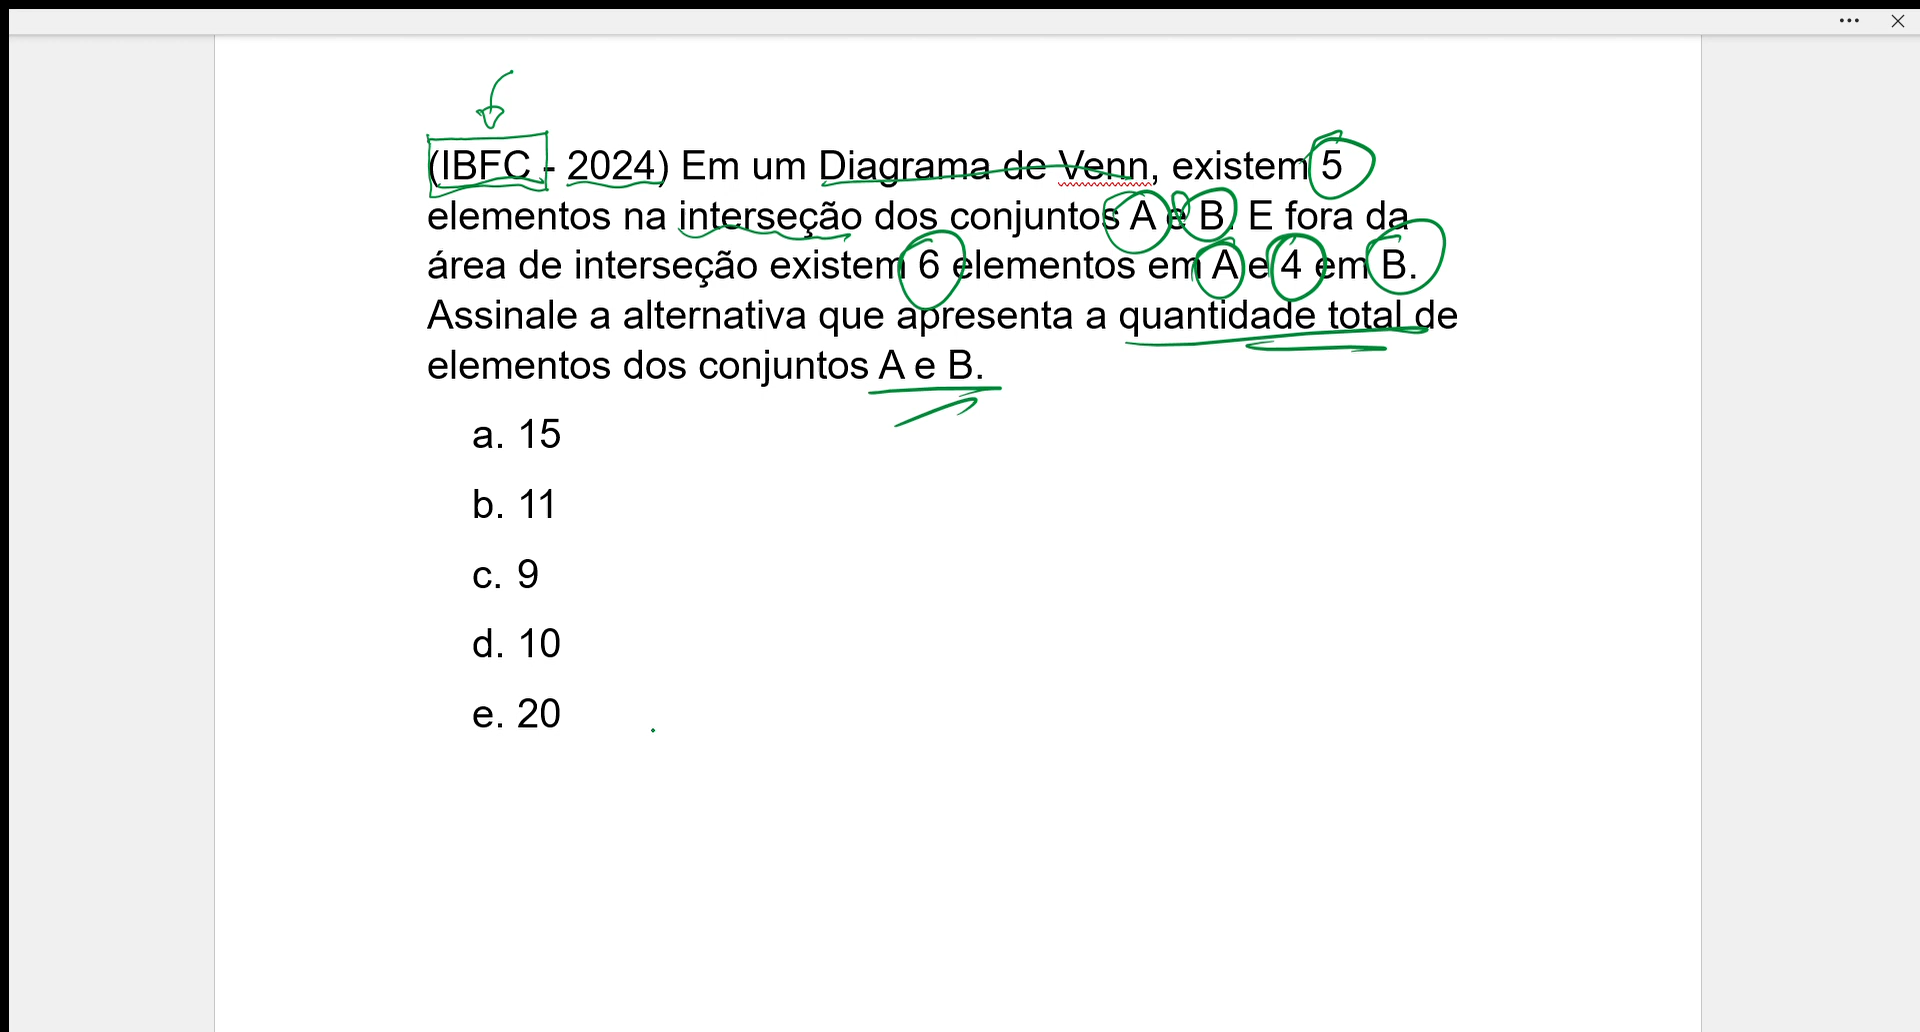 (IBFC - 2024) Em um Diagrama de Venn, existem 5
elementos na interseção dos conjuntos A e B. E fora da
área de interseção existem 6 elementos em A e 4 em B.
Assinale a alternativa que apresenta a quantidade total de
elementos dos conjuntos A e B.
a. 15
b. 11
c. 9
d. 10
e. 20